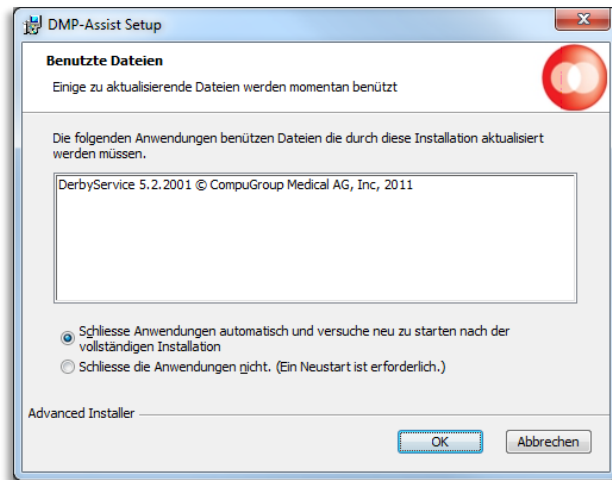 DMP-Assist Setup
Benutzte Dateien
Einige zu aktualisierende Dateien werden momentan benützt
Die folgenden Anwendungen benützen Dateien die durch diese Installation aktualisiert
werden müssen.
DerbyService 5.2.2001 © CompuGroup Medical AG, Inc, 2011
Schliesse Anwendungen automatisch und versuche neu zu starten nach der
vollständigen Installation
Schliesse die Anwendungen nicht. (Ein Neustart ist erforderlich.)
Advanced Installer
OK
Abbrechen